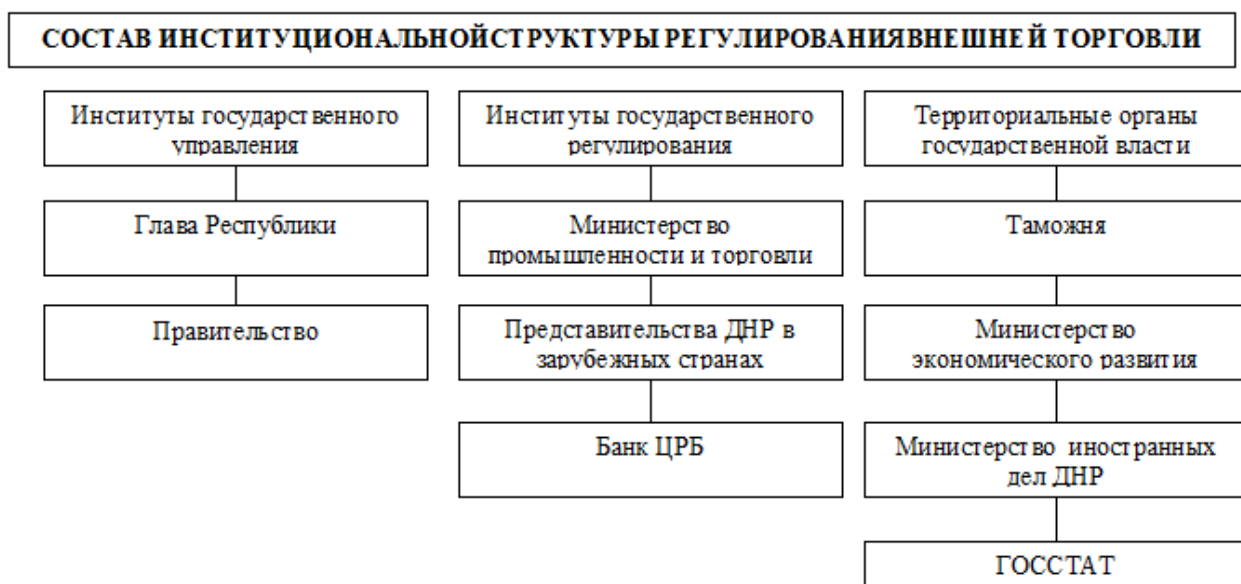 СОСТАВ ИНСТИТУЦИОНАЛЬНОЙСТРУКТУРЫ РЕГУЛИРОВАНИЯВНЕШНЕЙ ТОРГОВЛИ
Институты государственного
управления
Глава Республики
Правительство
Институты государственного
регулирования
Министерство
промышленности и торговли
Представительства ДНР в
зарубежных странах
Банк ЦРБ
Территориальные органы
государственной власти
Таможня
Министерство
экономического развития
Министерство иностранных
дел ДНР
ГОССТАТ